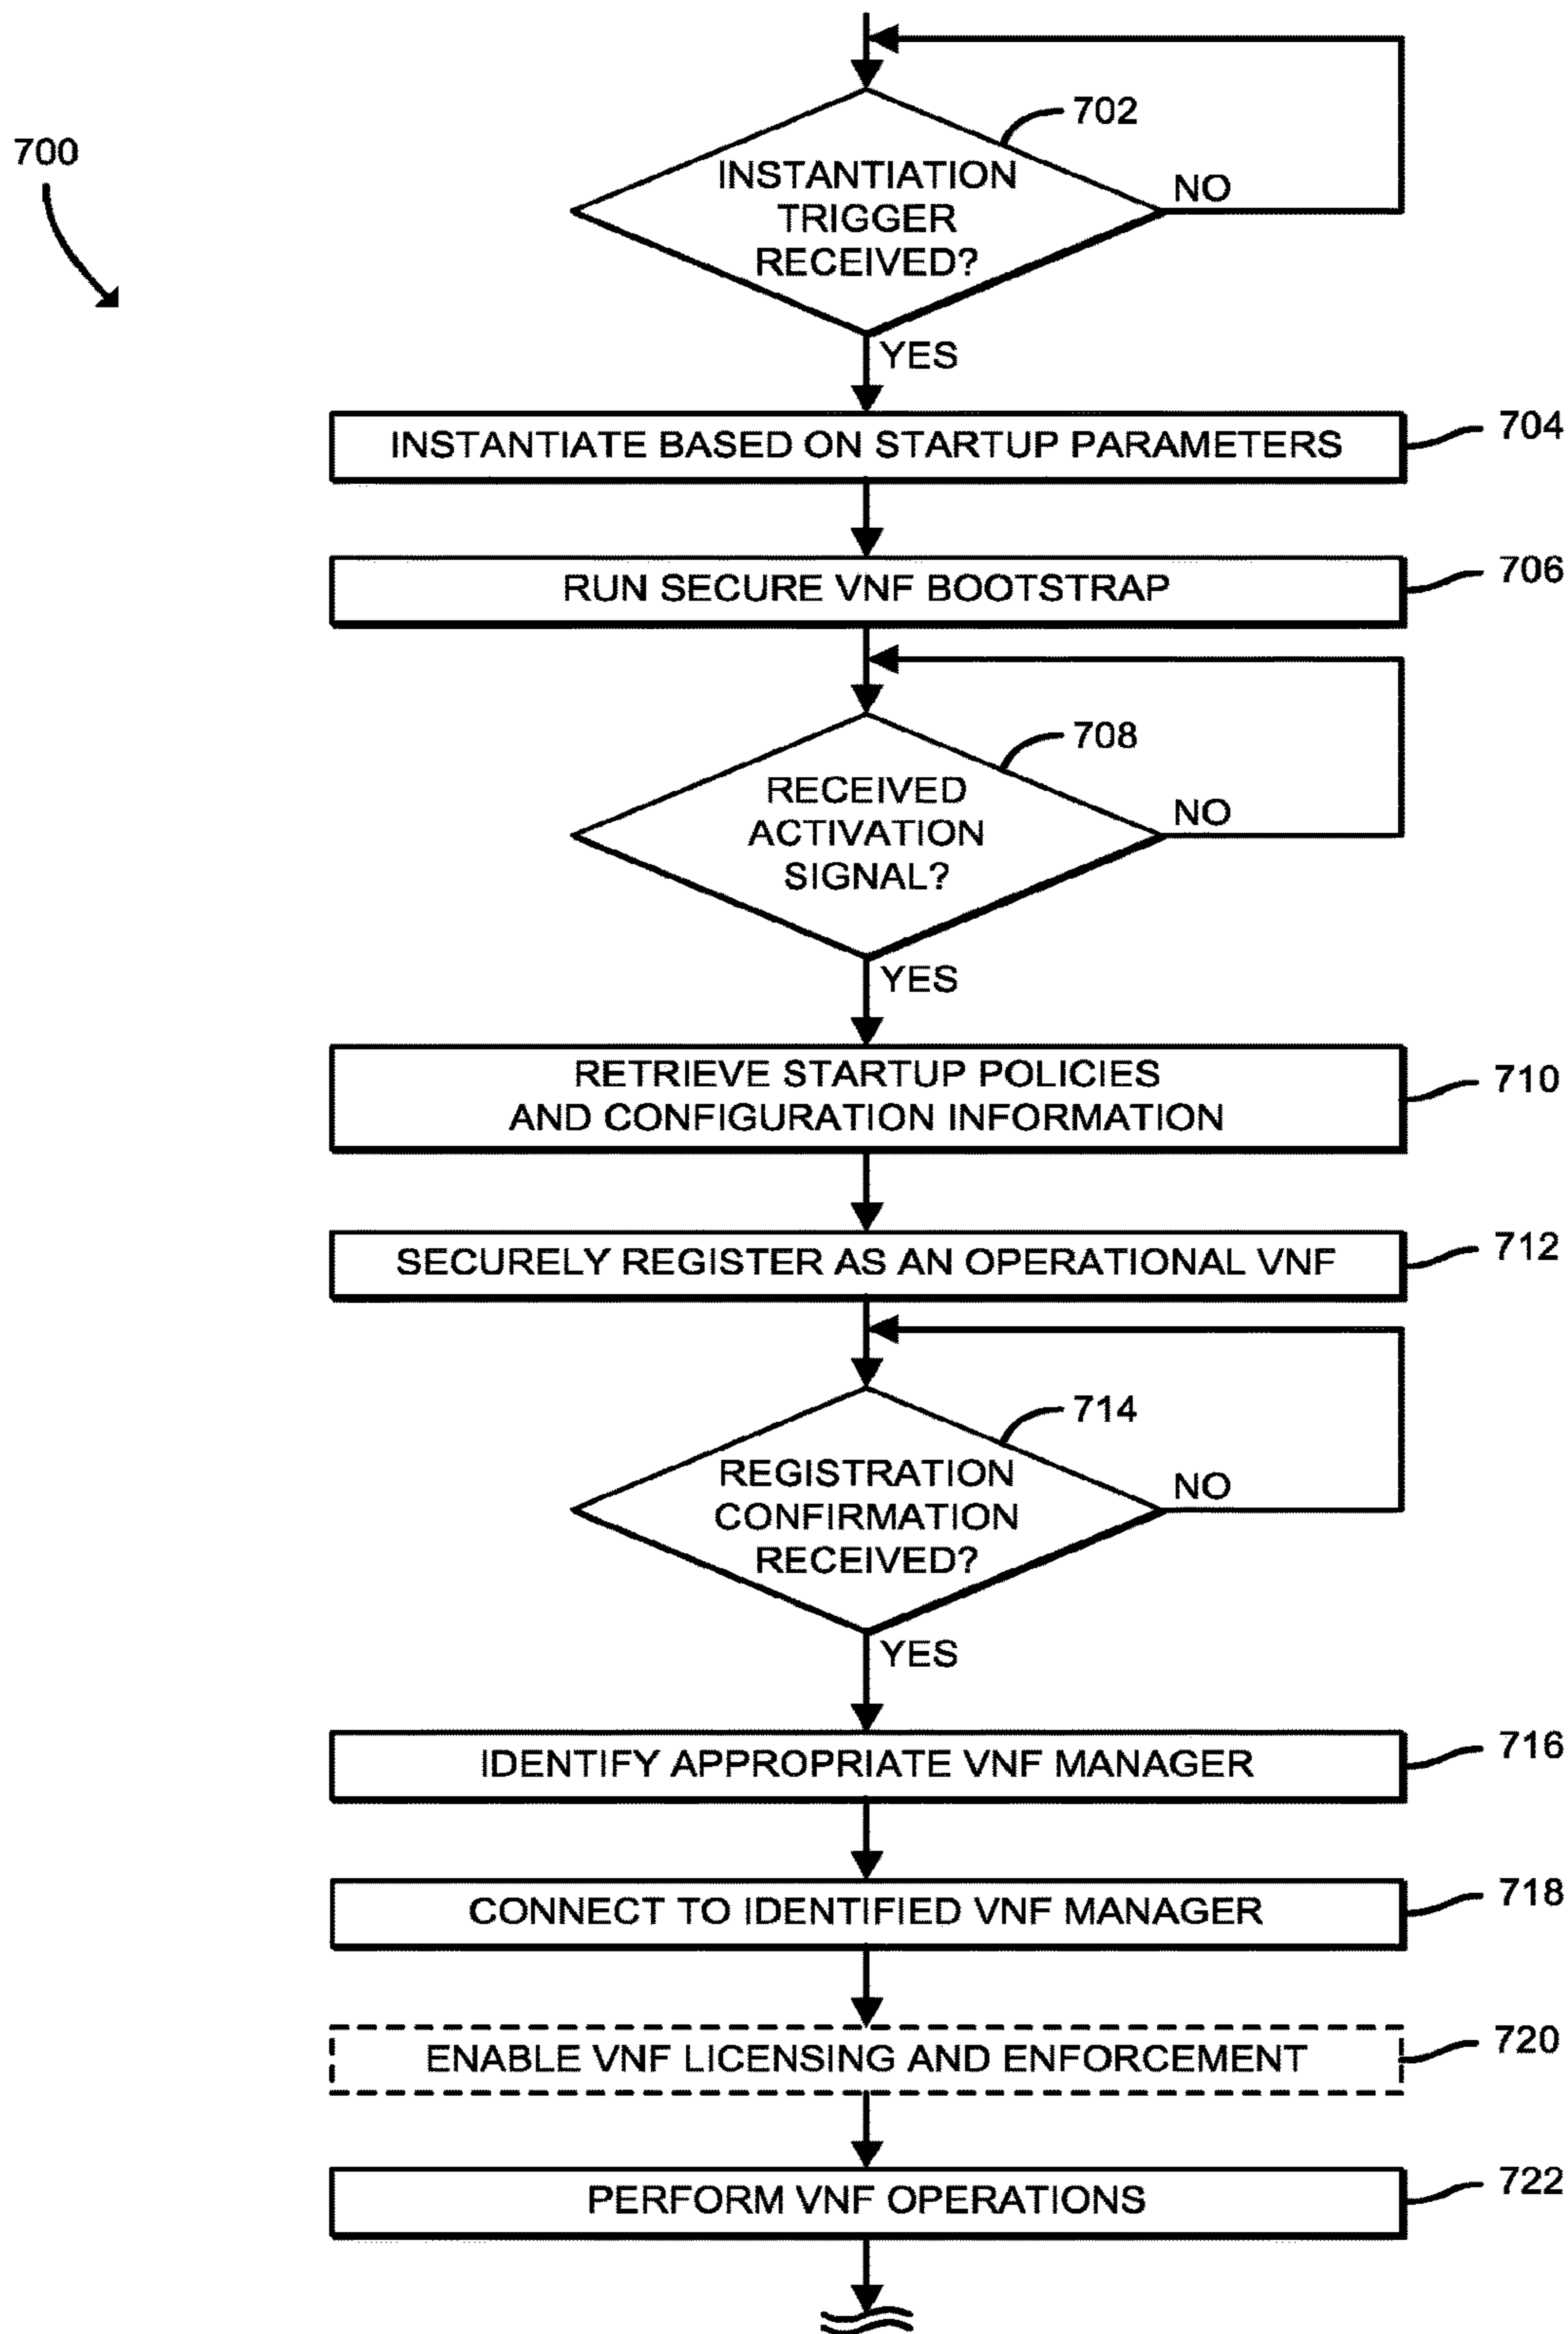 700
702
INSTANTIATION
TRIGGER
RECEIVED?
NO
YES
INSTANTIATE BASED ON STARTUP PARAMETERS
704
RUN SECURE VNF BOOTSTRAP
706
708
RECEIVED
ACTIVATION
SIGNAL?
NO
YES
RETRIEVE STARTUP POLICIES
AND CONFIGURATION INFORMATION
710
SECURELY REGISTER AS AN OPERATIONAL VNF
712
714
REGISTRATION
CONFIRMATION
RECEIVED?
NO
YES
IDENTIFY APPROPRIATE VNF MANAGER
716
CONNECT TO IDENTIFIED VNF MANAGER
718
ENABLE VNF LICENSING AND ENFORCEMENT
720
PERFORM VNF OPERATIONS
722